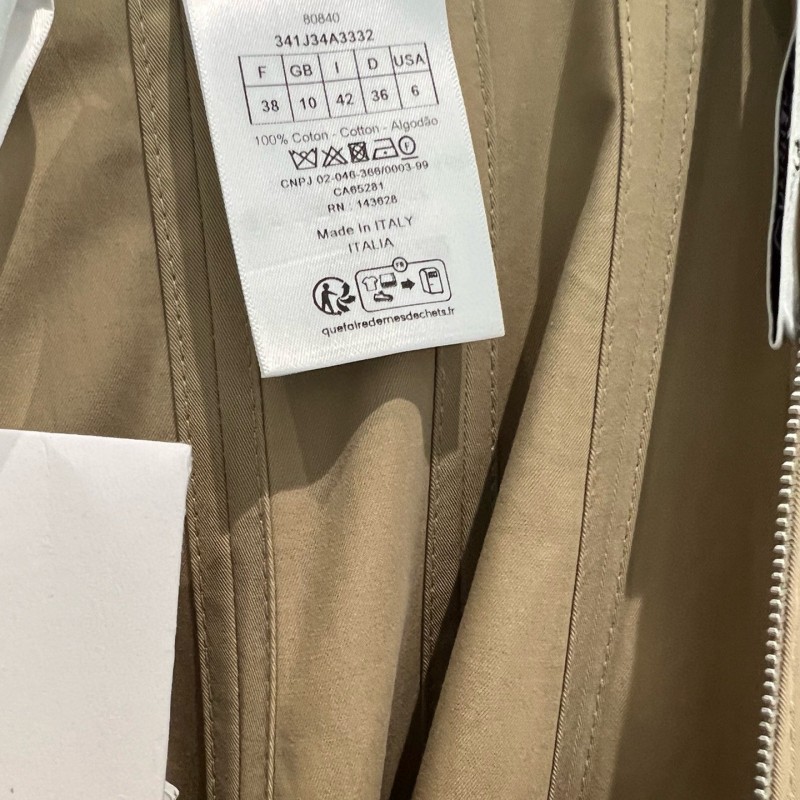 80840
341J34A3332
F GB I D USA
38 10 42 36 6
100% Coton - Cotton - Algodão
F
CNPJ 02-046-366/0003-99
CA65281
RN : 143628
Made In ITALY
ITALIA
FR
quefairedemesdechets.fr